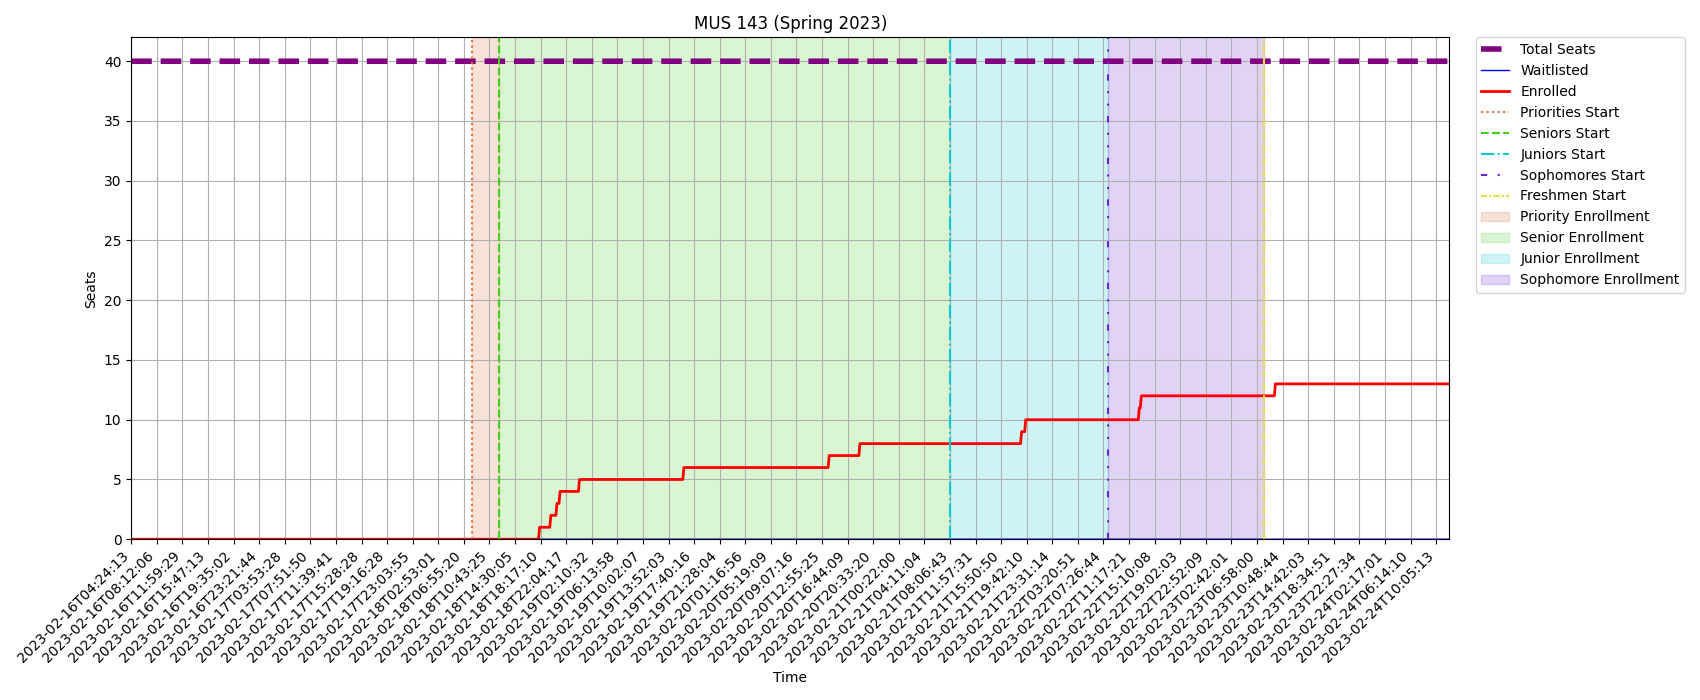 MUS 143 (Spring 2023)
Seats
40
35
30
25
20
15
10
5
0
2023-02-16T04:24:13
2023-02-16T08:12:06
2023-02-16T11:59:29
2023-02-16T15:47:13
2023-02-16T19:35:02
2023-02-16T23:21:44
2023-02-17T03:53:28
2023-02-17T07:51:50
2023-02-17T11:39:41
2023-02-17T15:28:28
2023-02-17T19:16:28
2023-02-17T23:03:55
2023-02-18T02:53:01
2023-02-18T06:55:20
2023-02-18T10:43:25
2023-02-18T14:30:05
2023-02-18T18:17:10
2023-02-18T22:04:17
2023-02-19T02:10:32
2023-02-19T06:13:58
2023-02-19T10:02:07
2023-02-19T13:52:03
2023-02-19T17:40:16
2023-02-19T21:28:04
2023-02-20T01:16:56
2023-02-20T05:19:09
2023-02-20T09:07:16
2023-02-20T12:55:25
2023-02-20T16:44:09
2023-02-20T20:33:20
2023-02-21T00:22:00
2023-02-21T04:11:04
2023-02-21T08:06:43
2023-02-21T11:57:31
2023-02-21T15:50:50
2023-02-21T19:42:10
2023-02-21T23:31:14
2023-02-22T03:20:51
2023-02-22T07:26:44
2023-02-22T11:17:21
2023-02-22T15:10:08
2023-02-22T19:02:03
2023-02-22T22:52:09
2023-02-23T02:42:01
2023-02-23T06:58:00
2023-02-23T10:48:44
2023-02-23T14:42:03
2023-02-23T18:34:51
2023-02-23T22:27:34
2023-02-24T02:17:01
2023-02-24T06:14:10
2023-02-24T10:05:13
Time
Total Seats
Waitlisted
Enrolled
Priorities Start
Seniors Start
Juniors Start
Sophomores Start
Freshmen Start
Priority Enrollment
Senior Enrollment
Junior Enrollment
Sophomore Enrollment